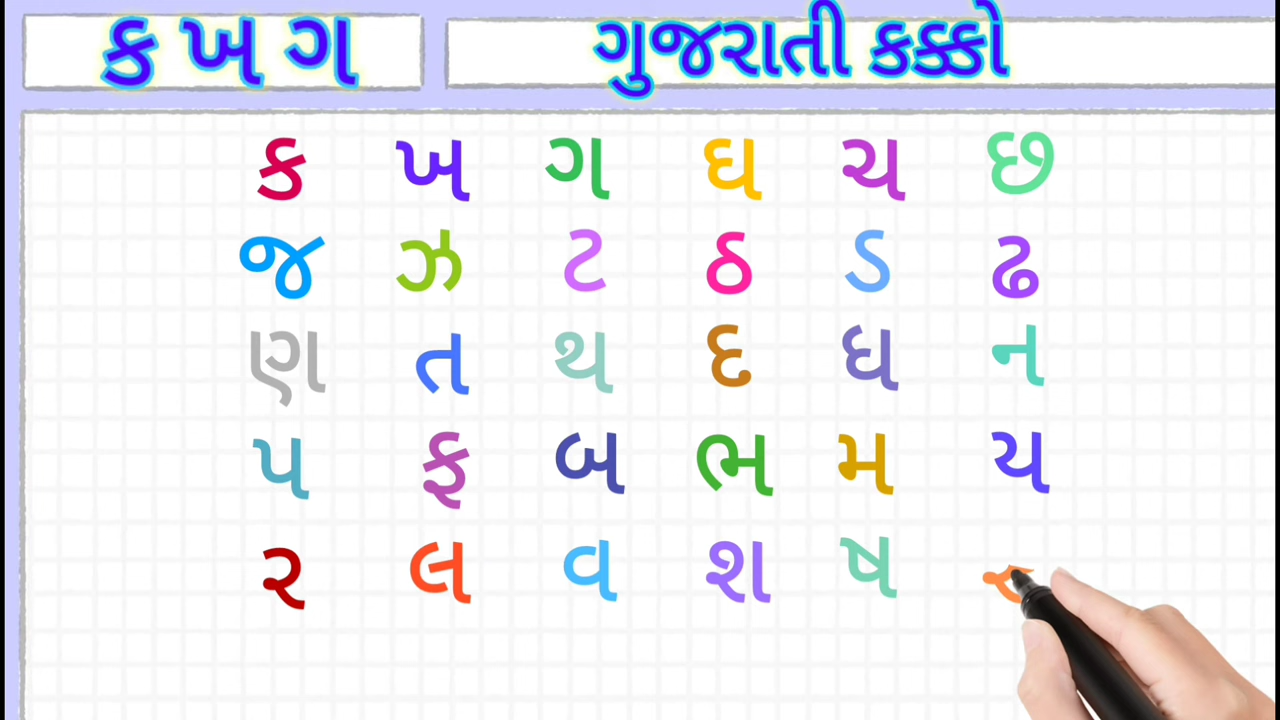 ક ખ ગ
ગુજરાતી કક્કો
ક ખ ગ ઘ ચ છ
જ ઝ ટ ઠ ડ ઢ
ણ ત થ દ ધ ન
પ ફ બ ભ મ ય
ર લ વ શ ષ